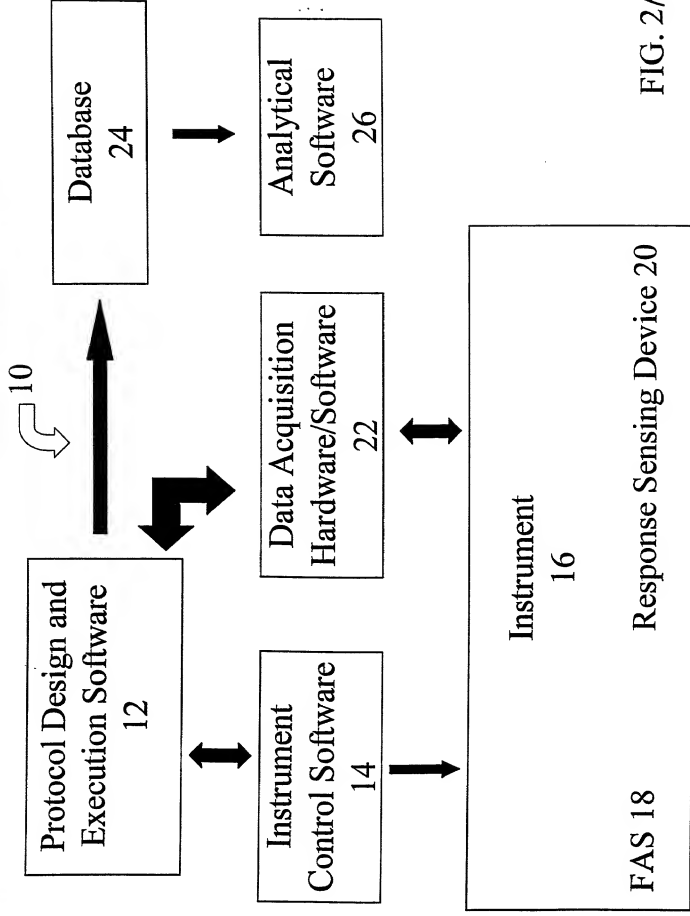 10
Protocol Design and
Execution Software
12
Database
24
Instrument
Control Software
14
Data Acquisition
Hardware/Software
22
Analytical
Software
26
Instrument
16
FAS 18
Response Sensing Device 20
FIG. 2/